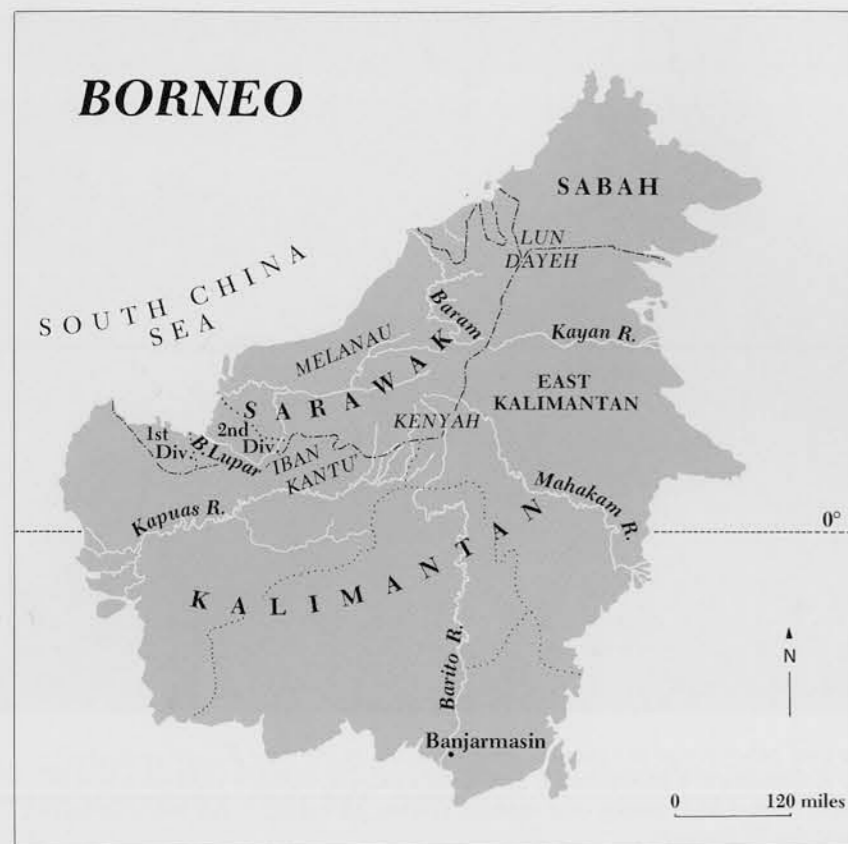 BORNEO
SABAH
LUN
DAYEH
SOUTH CHINA
SEA
Baram
Kayan R.
MELANAU
EAST
KALIMANTAN
SARAWAK
KENYAH
1st
Div.
2nd
Div.
B. Lupar
IBAN
KANTU'
Mahakam R.
Kapuas R.
0°
KALIMANTAN
Barito R.
N
Banjarmasin
0 120 miles